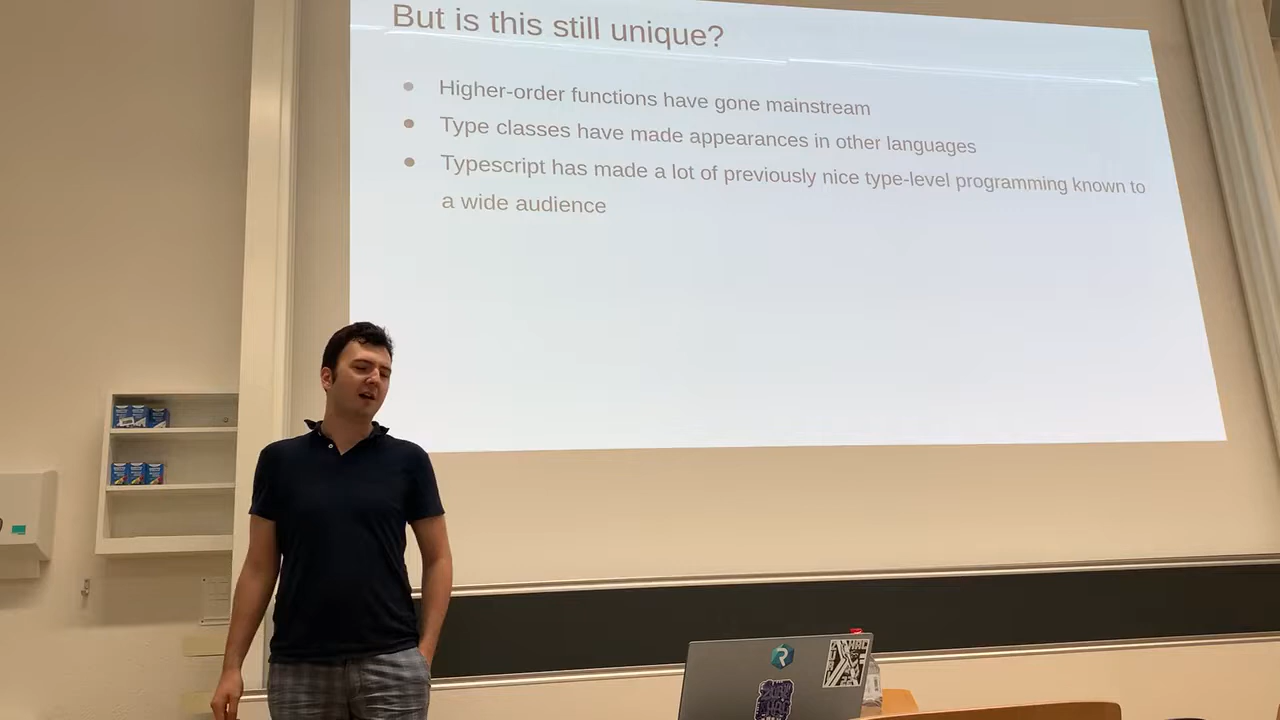 But is this still unique?
● Higher-order functions have gone mainstream
● Type classes have made appearances in other languages
● Typescript has made a lot of previously nice type-level programming known to
a wide audience